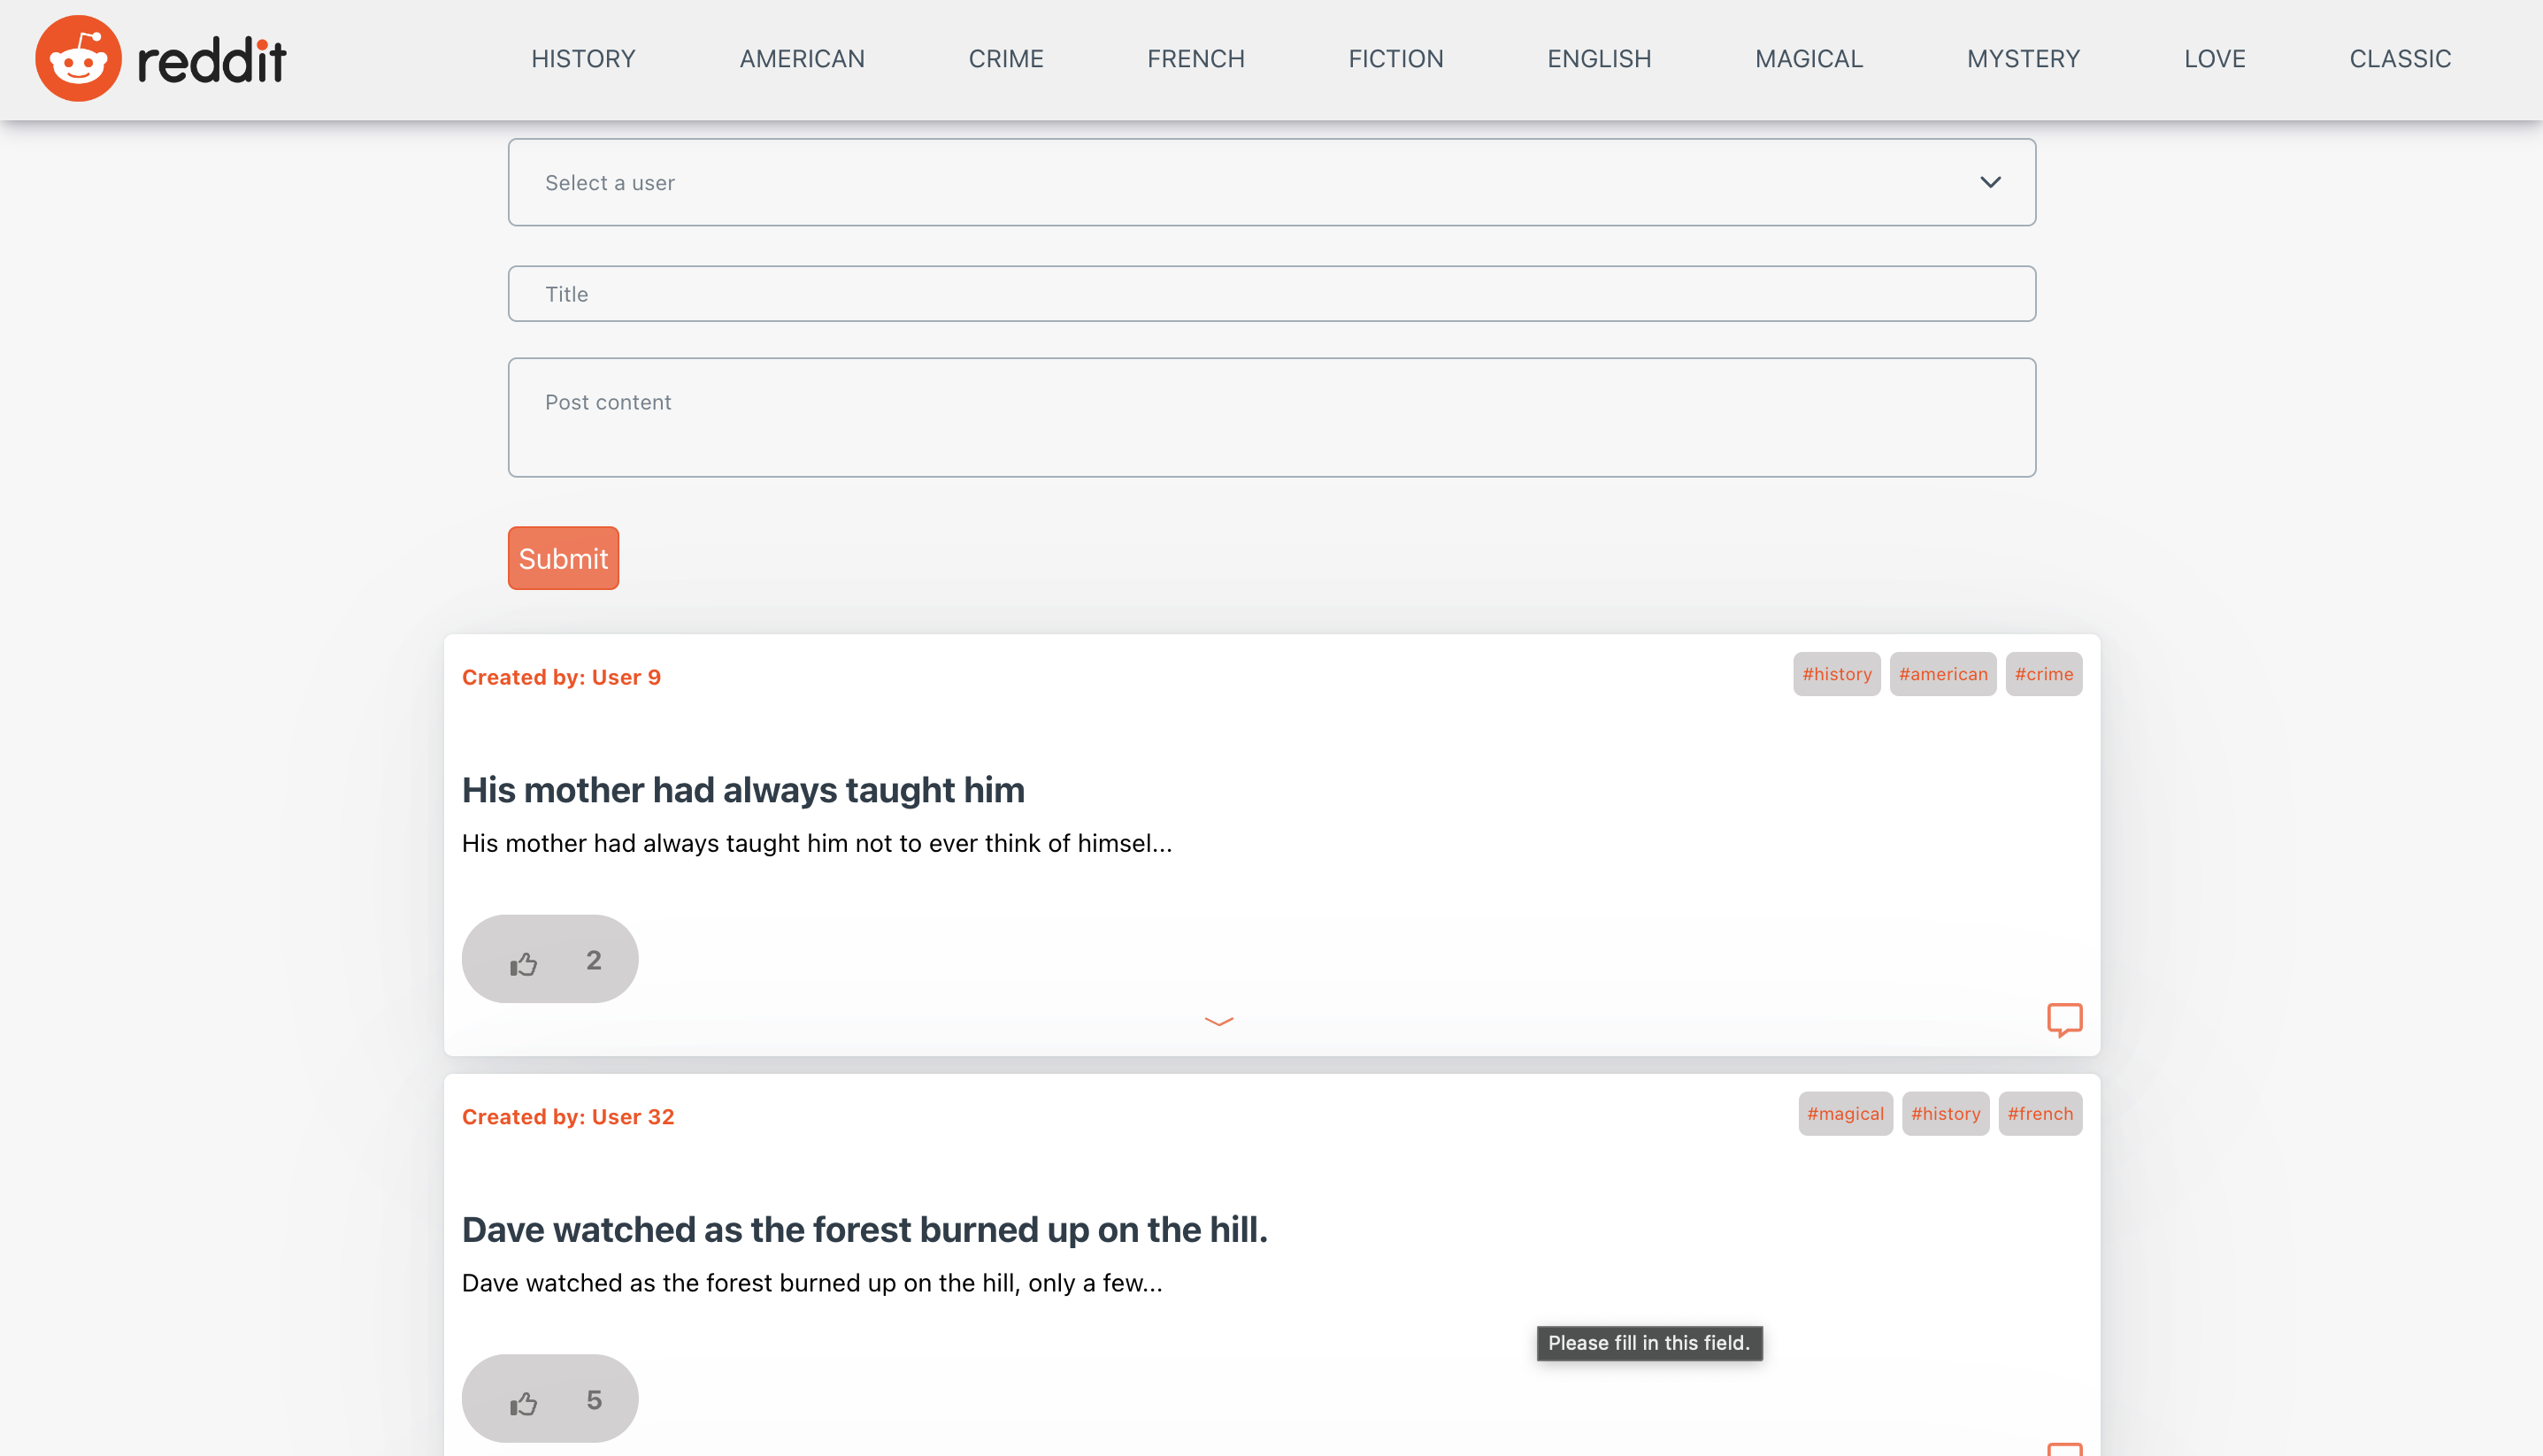 reddit HISTORY AMERICAN CRIME FRENCH FICTION ENGLISH MAGICAL MYSTERY LOVE CLASSIC
Select a user
Title
Post content
Submit
Created by: User 9 #history #american #crime
His mother had always taught him
His mother had always taught him not to ever think of himsel...
2
Created by: User 32 #magical #history #french
Dave watched as the forest burned up on the hill.
Dave watched as the forest burned up on the hill, only a few...
Please fill in this field.
5